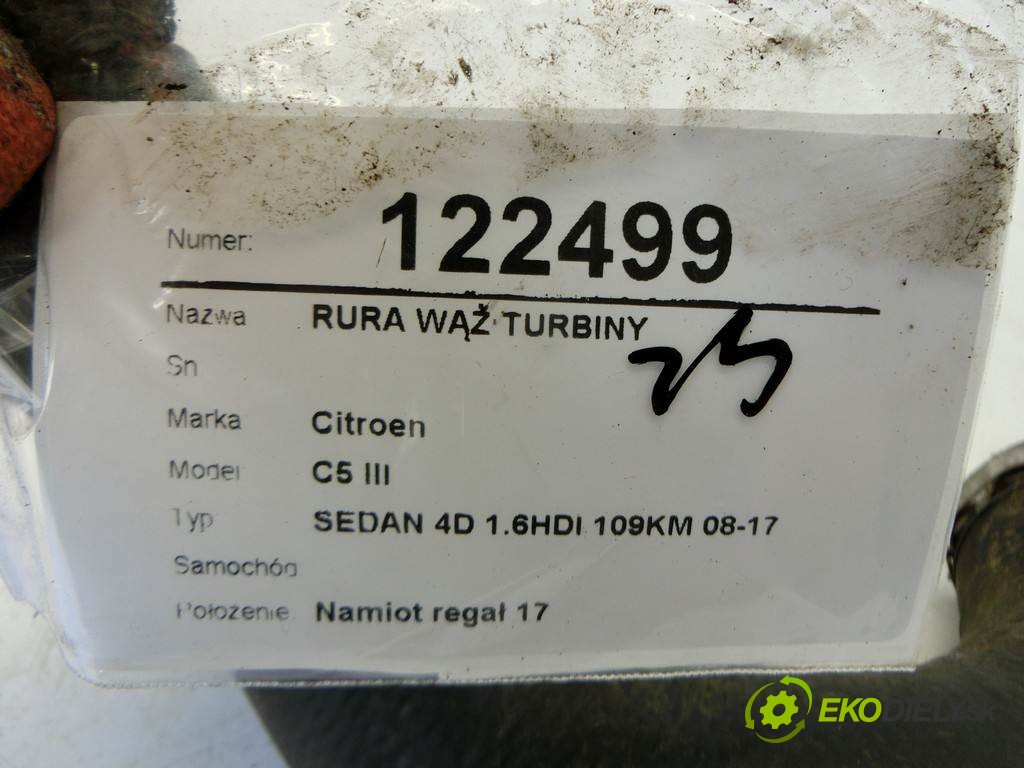 Numer: 122499
Nazwa RURA WĄŻ TURBINY
Sn
Marka Citroen
Model C5 III
Typ SEDAN 4D 1.6HDI 109KM 08-17
Samochód
Położenie Namiot regał 17
EKODIELY.SK